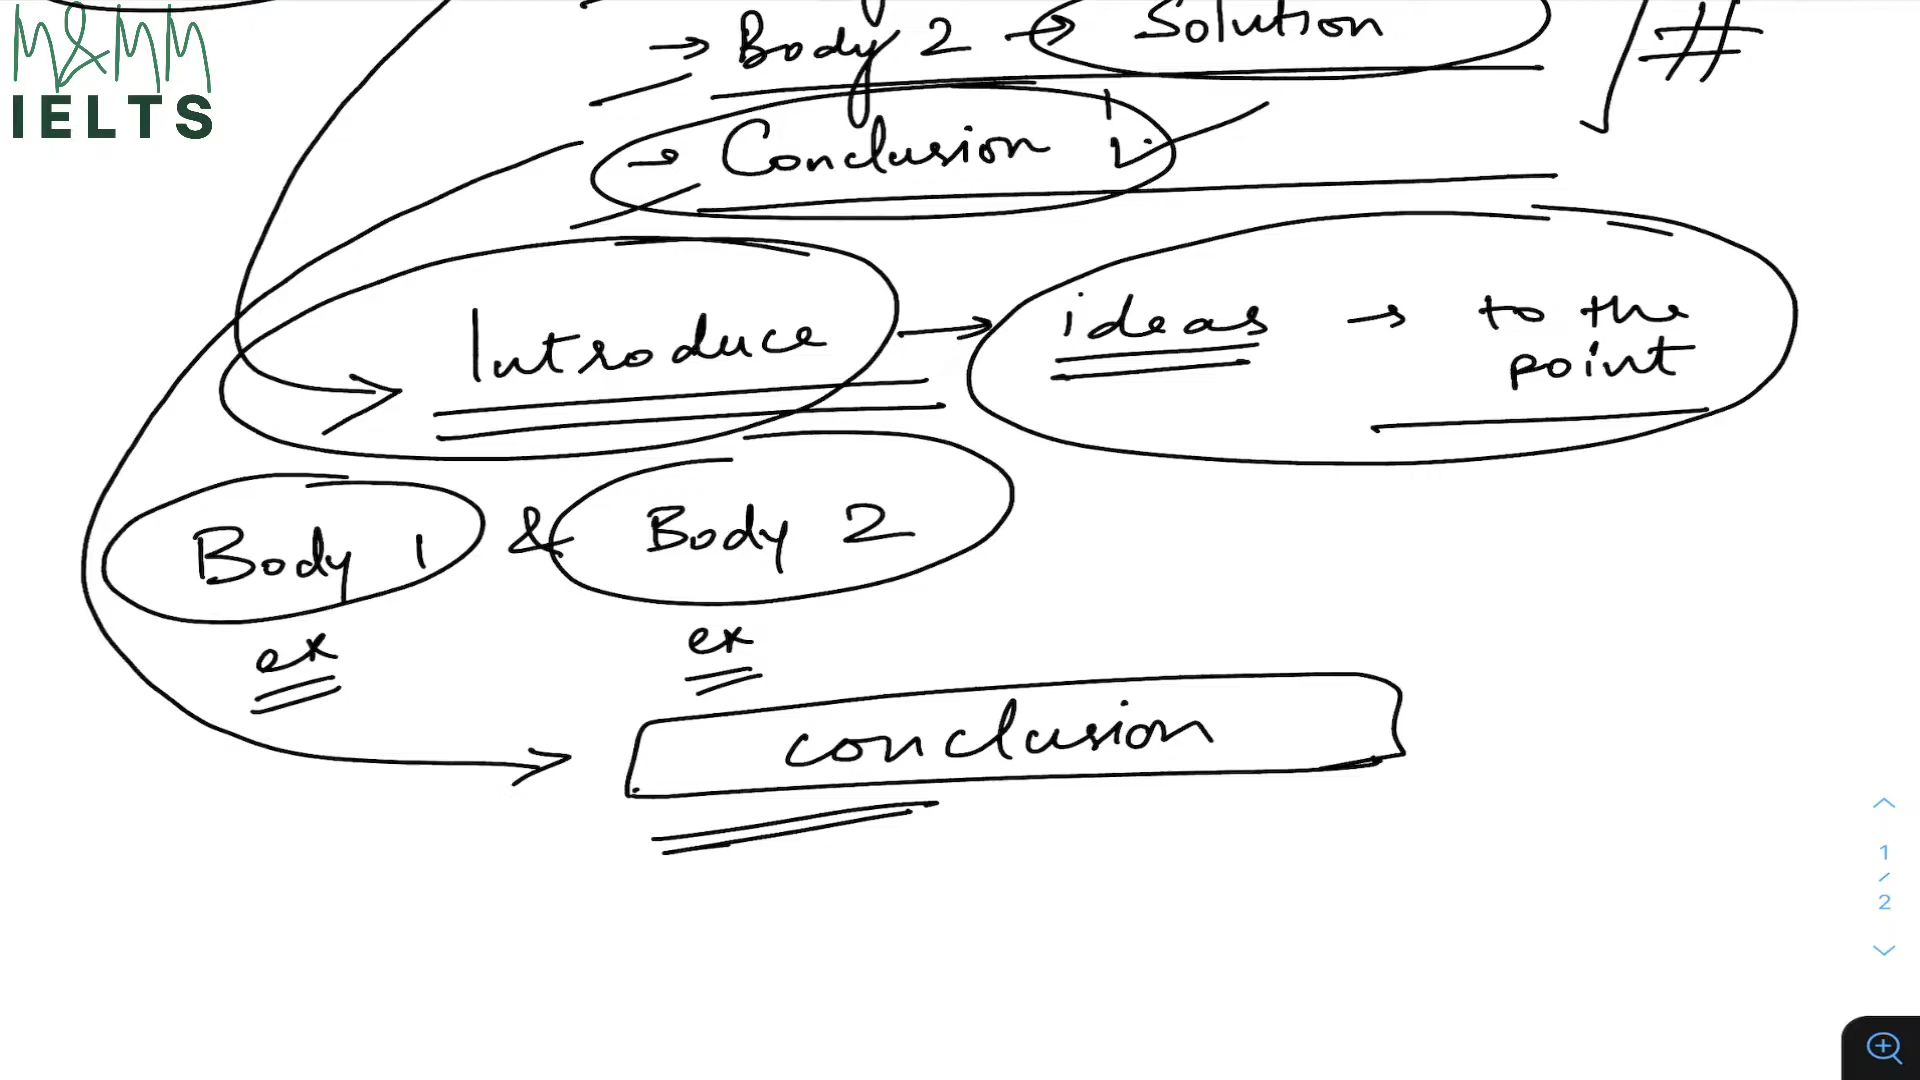 M&MM
IELTS
→ Body 2 → Solution
#
→ Conclusion
Introduce → ideas → to the
point
Body 1 & Body 2
ex ex
conclusion
1
/
2